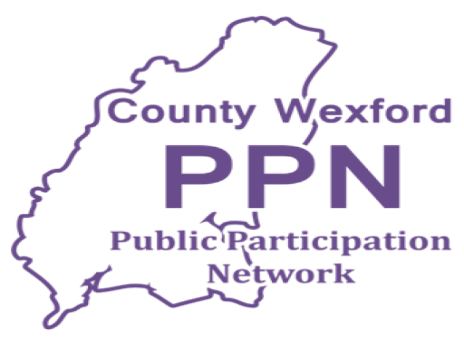 County Wexford
PPN
Public Participation
Network